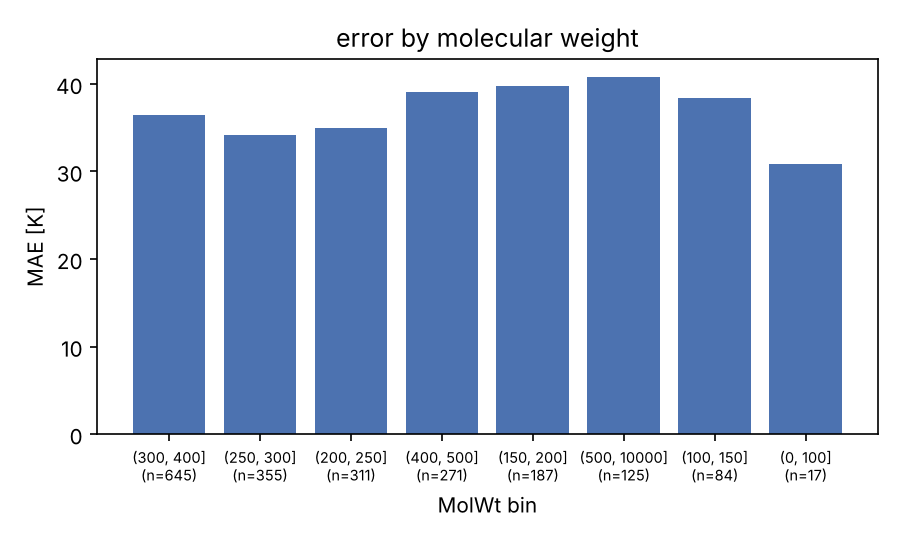 error by molecular weight
MAE [K]
40
30
20
10
0
(300, 400] (250, 300] (200, 250] (400, 500] (150, 200] (500, 10000] (100, 150] (0, 100]
(n=645) (n=355) (n=311) (n=271) (n=187) (n=125) (n=84) (n=17)
MolWt bin